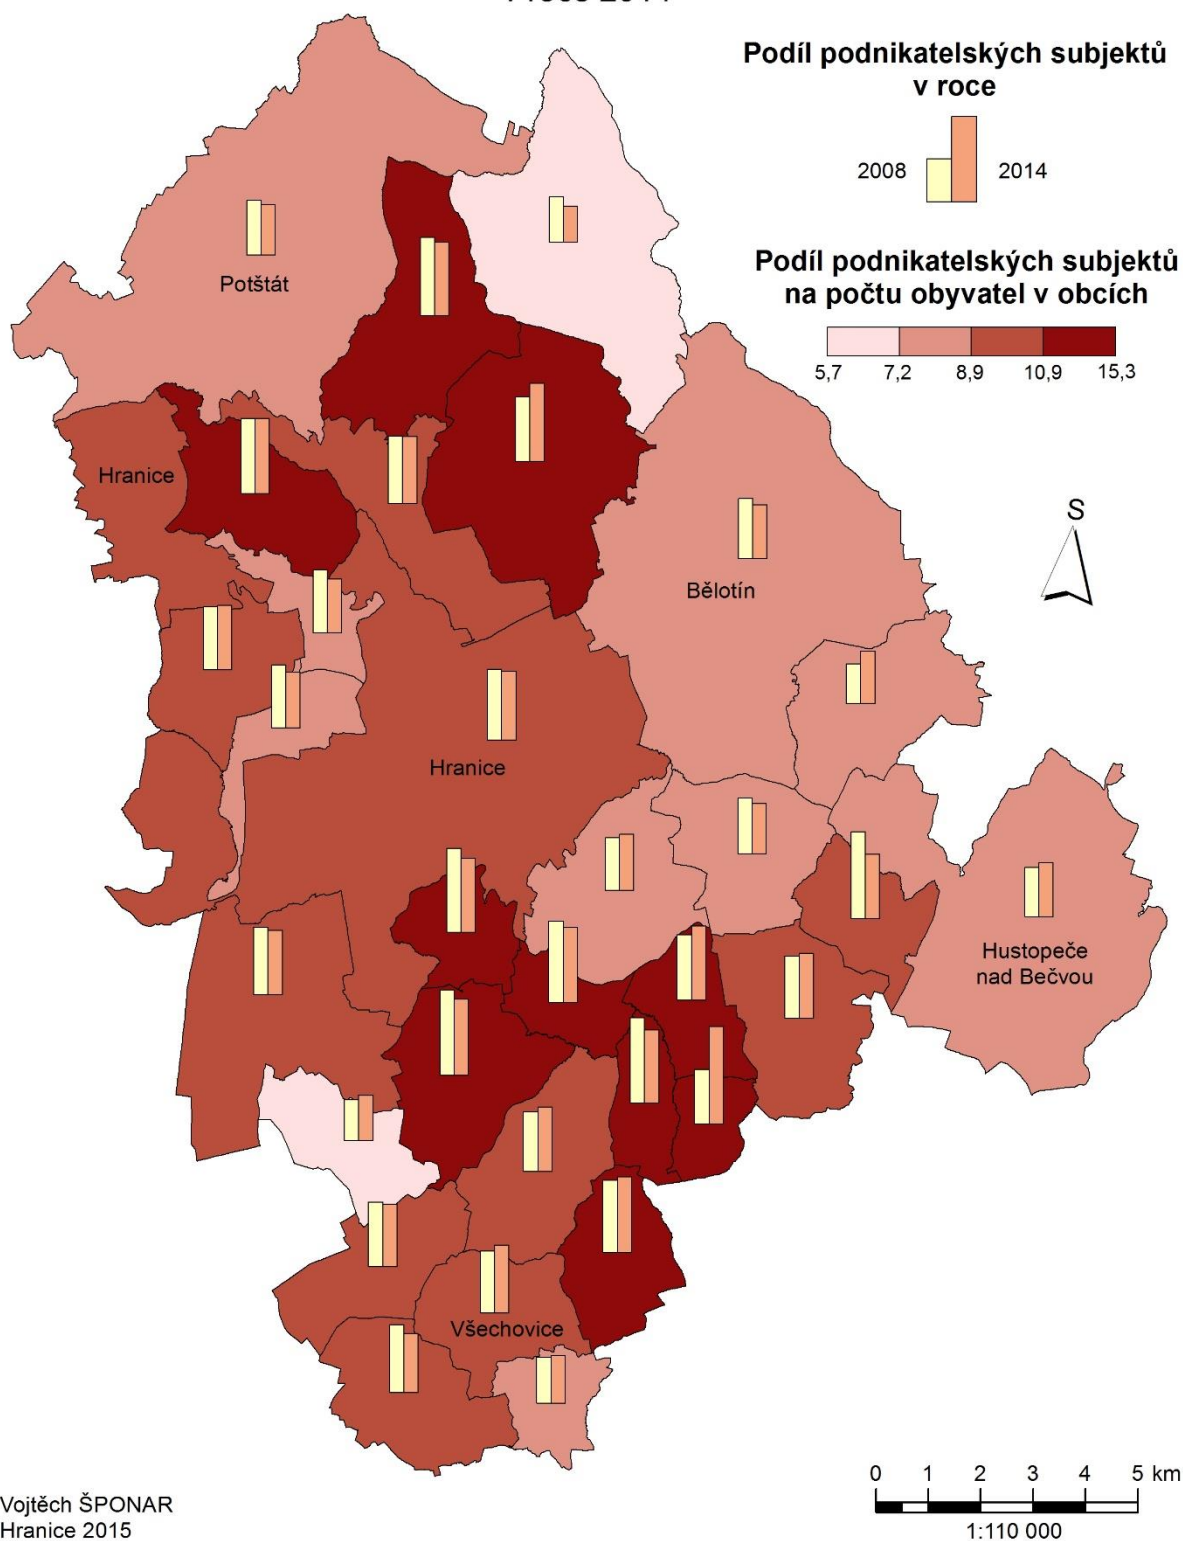 Podíl podnikatelských subjektů
v roce
2008
2014
Podíl podnikatelských subjektů
na počtu obyvatel v obcích
5,7 7,2 8,9 10,9 15,3
Potštát
Hranice
S
Bělotín
Hranice
Hustopeče
nad Bečvou
Všechovice
0 1 2 3 4 5 km
1:110 000
Vojtěch ŠPONAR
Hranice 2015